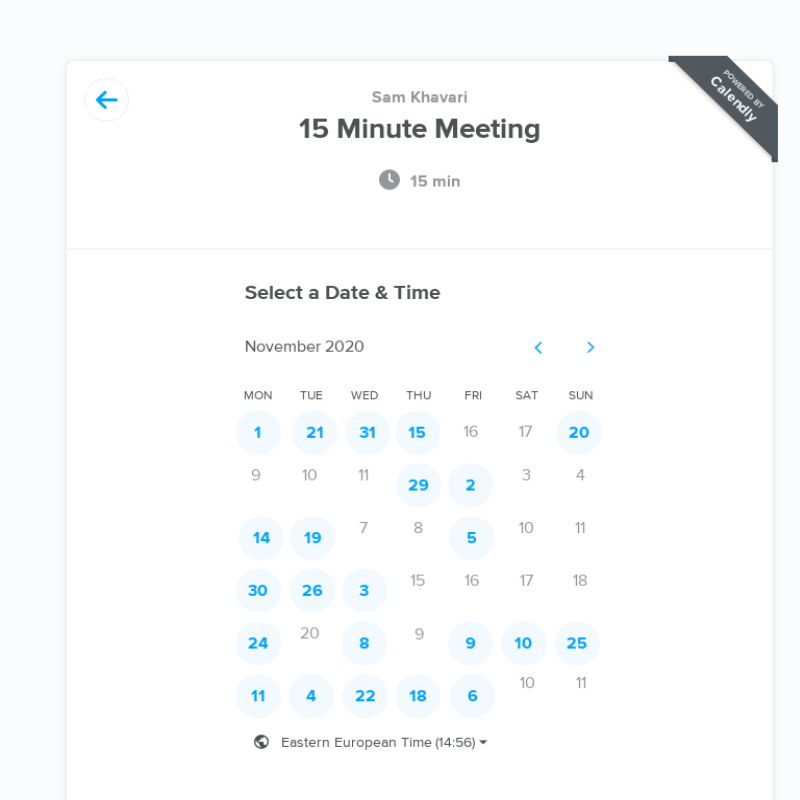 POWERED BY
Calendly
Sam Khavari
15 Minute Meeting
15 min
Select a Date & Time
November 2020
MON TUE WED THU FRI SAT SUN
1 21 31 15 16 17 20
9 10 11 29 2 3 4
14 19 7 8 5 10 11
30 26 3 15 16 17 18
24 20 8 9 9 10 25
11 4 22 18 6 10 11
Eastern European Time (14:56)